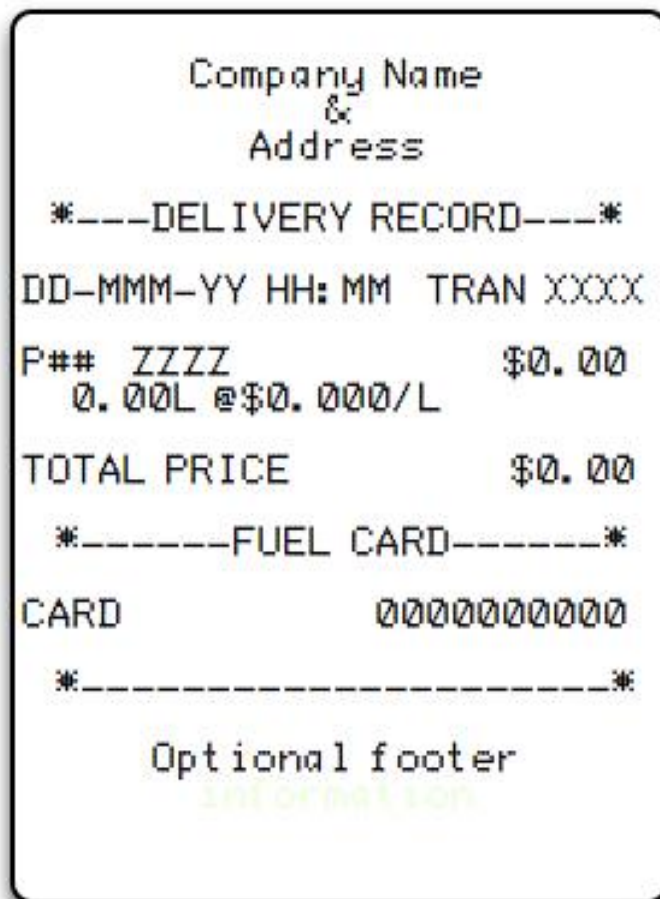 Company Name
&
Address
*---DELIVERY RECORD---*
DD-MMM-YY HH:MM TRAN XXXX
P## ZZZZ $0.00
0.00L @$0.000/L
TOTAL PRICE $0.00
*------FUEL CARD------*
CARD 0000000000
*---------------------*
Optional footer
information